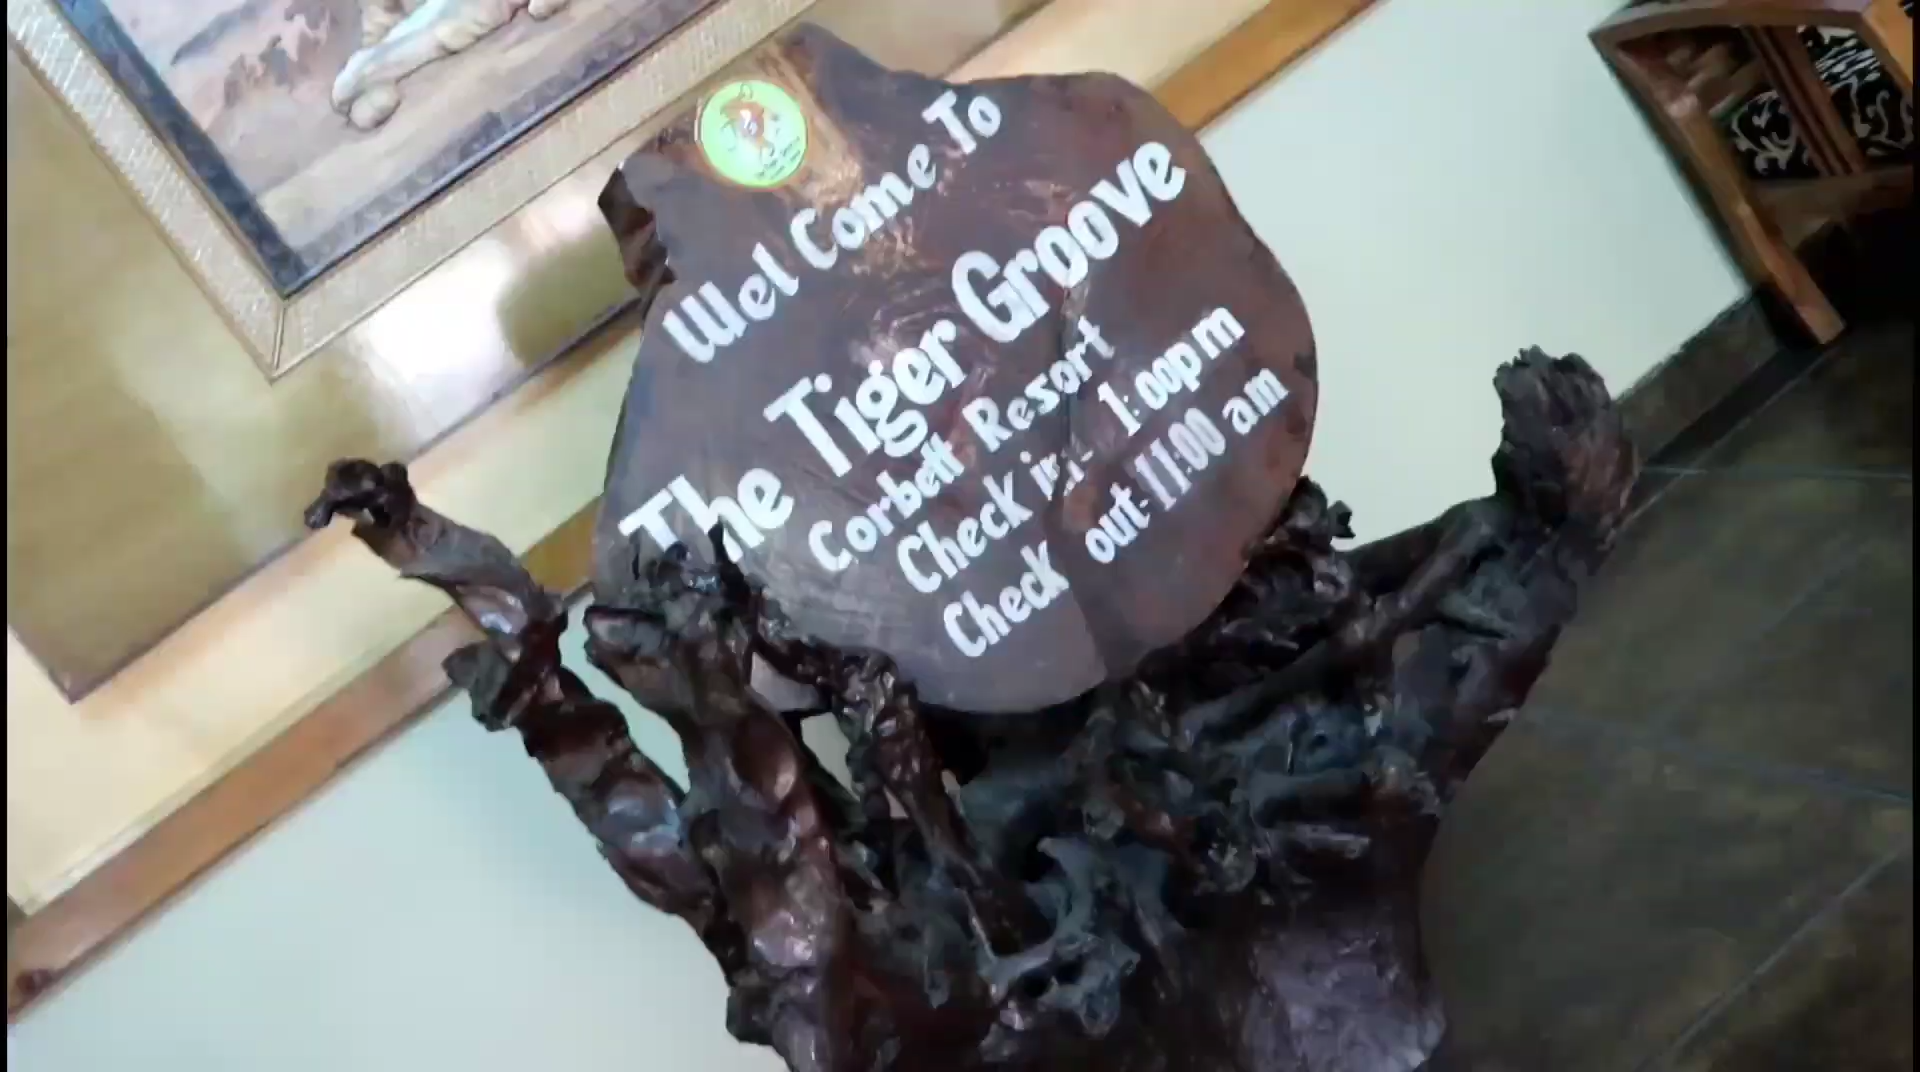 Wel Come To
The Tiger Groove
Corbett Resort
Check in:- 1:00pm
Check out-11:00 am